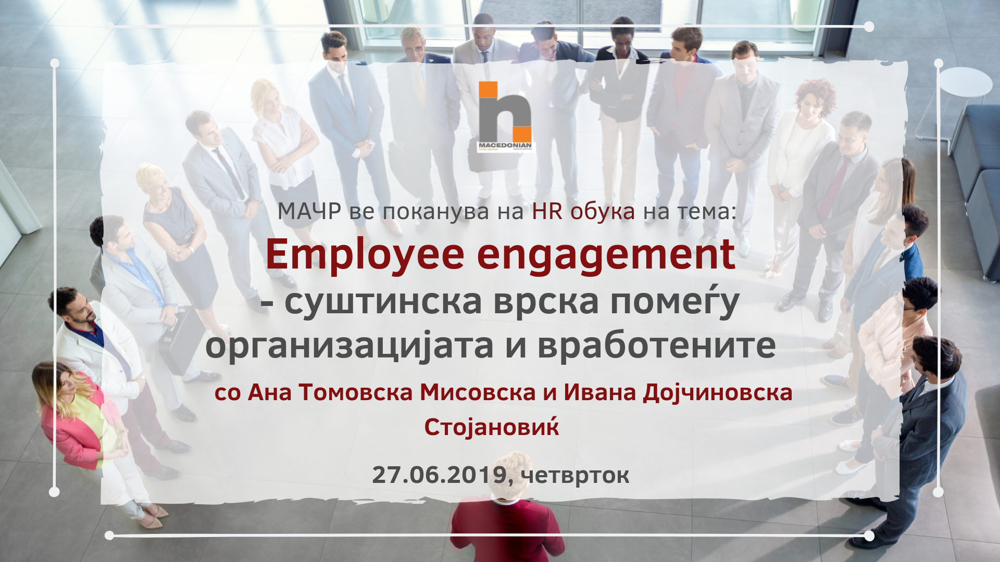 MACEDONIAN
ASSOCIATION
МАЧР ве поканува на HR обука на тема:
Employee engagement
- суштинска врска помеѓу
организацијата и вработените
со Ана Томовска Мисовска и Ивана Дојчиновска
Стојановиќ
27.06.2019, четврток